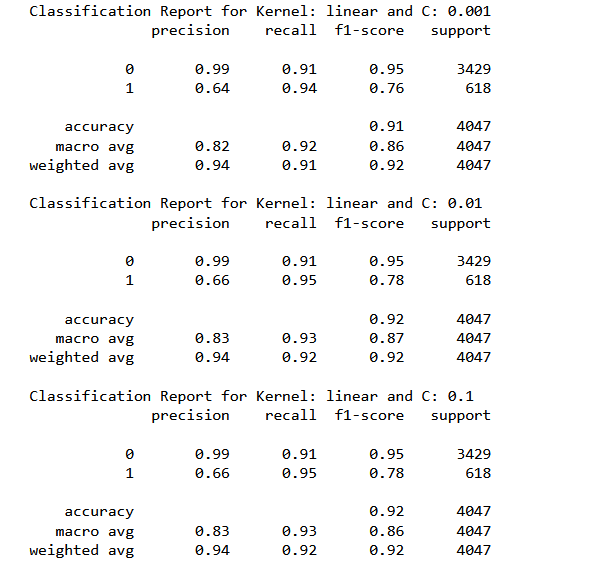 Classification Report for Kernel: linear and C: 0.001
precision recall f1-score support
0 0.99 0.91 0.95 3429
1 0.64 0.94 0.76 618
accuracy 0.91 4047
macro avg 0.82 0.92 0.86 4047
weighted avg 0.94 0.91 0.92 4047
Classification Report for Kernel: linear and C: 0.01
precision recall f1-score support
0 0.99 0.91 0.95 3429
1 0.66 0.95 0.78 618
accuracy 0.92 4047
macro avg 0.83 0.93 0.87 4047
weighted avg 0.94 0.92 0.92 4047
Classification Report for Kernel: linear and C: 0.1
precision recall f1-score support
0 0.99 0.91 0.95 3429
1 0.66 0.95 0.78 618
accuracy 0.92 4047
macro avg 0.83 0.93 0.86 4047
weighted avg 0.94 0.92 0.92 4047